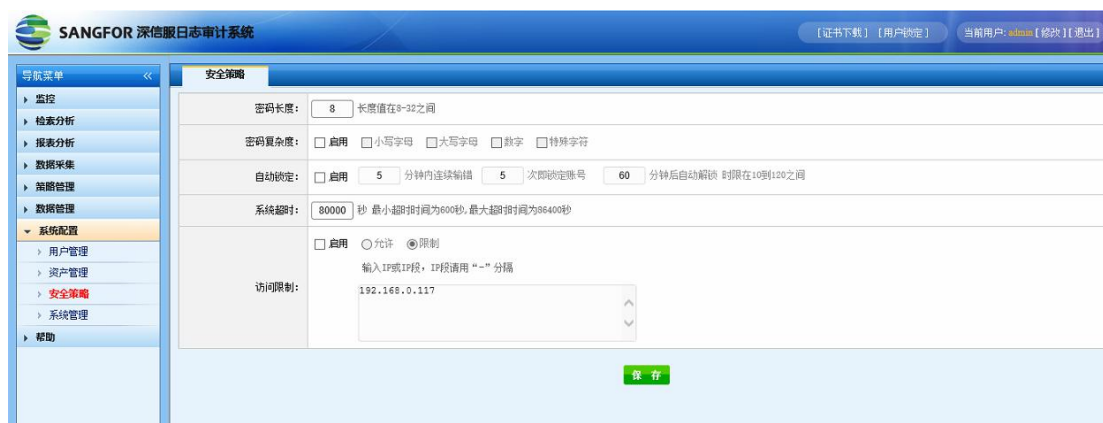 SANGFOR 深信服日志审计系统
[证书下载] [用户锁定] 当前用户:admin [修改][退出]
导航菜单 «
安全策略
监控
检索分析
报表分析
数据采集
策略管理
数据管理
系统配置
用户管理
资产管理
安全策略
系统管理
帮助
密码长度: 8 长度值在8-32之间
密码复杂度: 启用 小写字母 大写字母 数字 特殊字符
自动锁定: 启用 5 分钟内连续输错 5 次即锁定账号 60 分钟后自动解锁 时限在10到120之间
系统超时: 80000 秒 最小超时时间为600秒,最大超时时间为86400秒
访问限制: 启用 允许 限制
输入IP或IP段，IP段请用“-”分隔
192.168.0.117
保 存